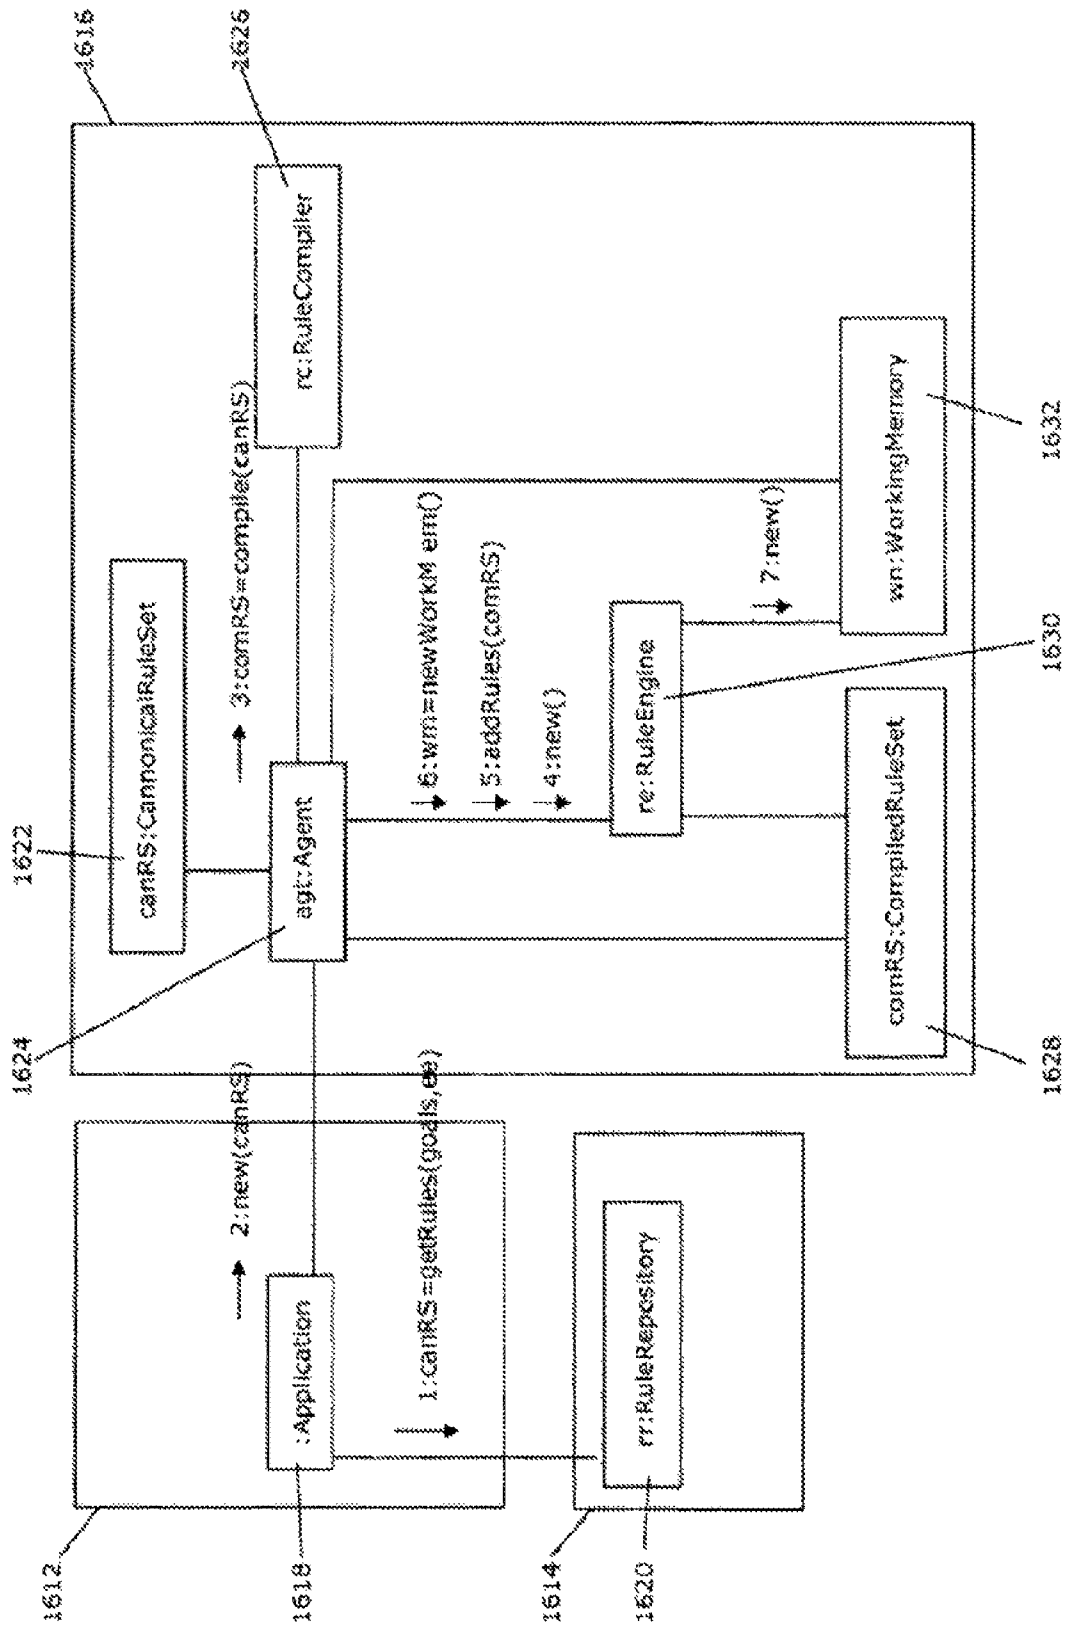 1622
1624
1616
1626
canRS:CannonicalRuleSet
3:comRS=compile(canRS)
rc:RuleCompiler
2:new(canRS)
agt:Agent
6:wm=newWorkM em()
5:addRules(comRS)
4:new()
7:new()
re:RuleEngine
wn:WorkingMemory
comRS:CompiledRuleSet
1:canRS=getRules(goals,ee)
:Application
rr:RuleRepository
1612
1618
1614
1620
1628
1630
1632